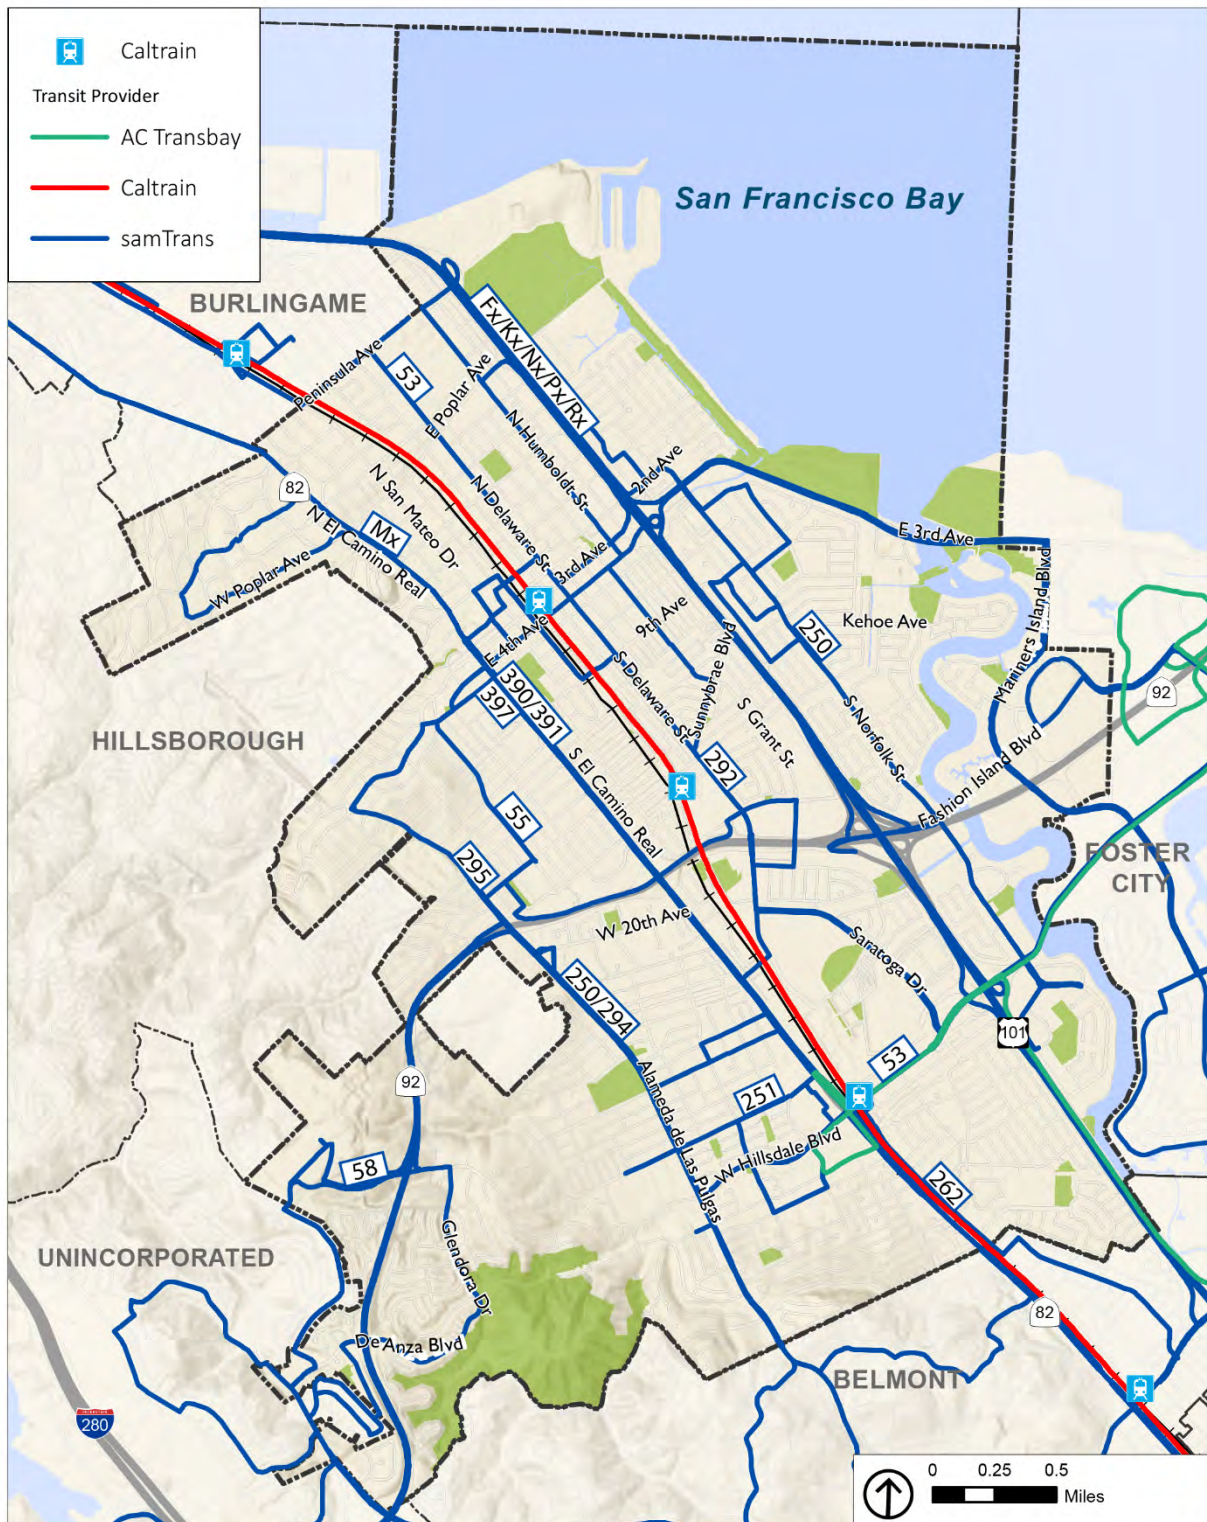 Caltrain
Transit Provider
AC Transbay
Caltrain
samTrans
San Francisco Bay
BURLINGAME
Peninsula Ave
53
E Poplar Ave
Fx/Kx/Nx/Px/Rx
N Humboldt St
2nd Ave
82
N San Mateo Dr
N Delaware St
Mx
N El Camino Real
W Poplar Ave
3rd Ave
E 3rd Ave
Mariners Island Blvd
9th Ave
Kehoe Ave
250
E 4th Ave
Sunnybrae Blvd
390/391
397
S Delaware St
S Grant St
S Norfolk St
92
HILLSBOROUGH
292
Fashion Island Blvd
S El Camino Real
55
295
FOSTER
CITY
W 20th Ave
Saratoga Dr
250/294
101
53
92
Alameda de Las Pulgas
251
W Hillsdale Blvd
58
262
Glendora Dr
UNINCORPORATED
82
De Anza Blvd
BELMONT
280
0 0.25 0.5
Miles